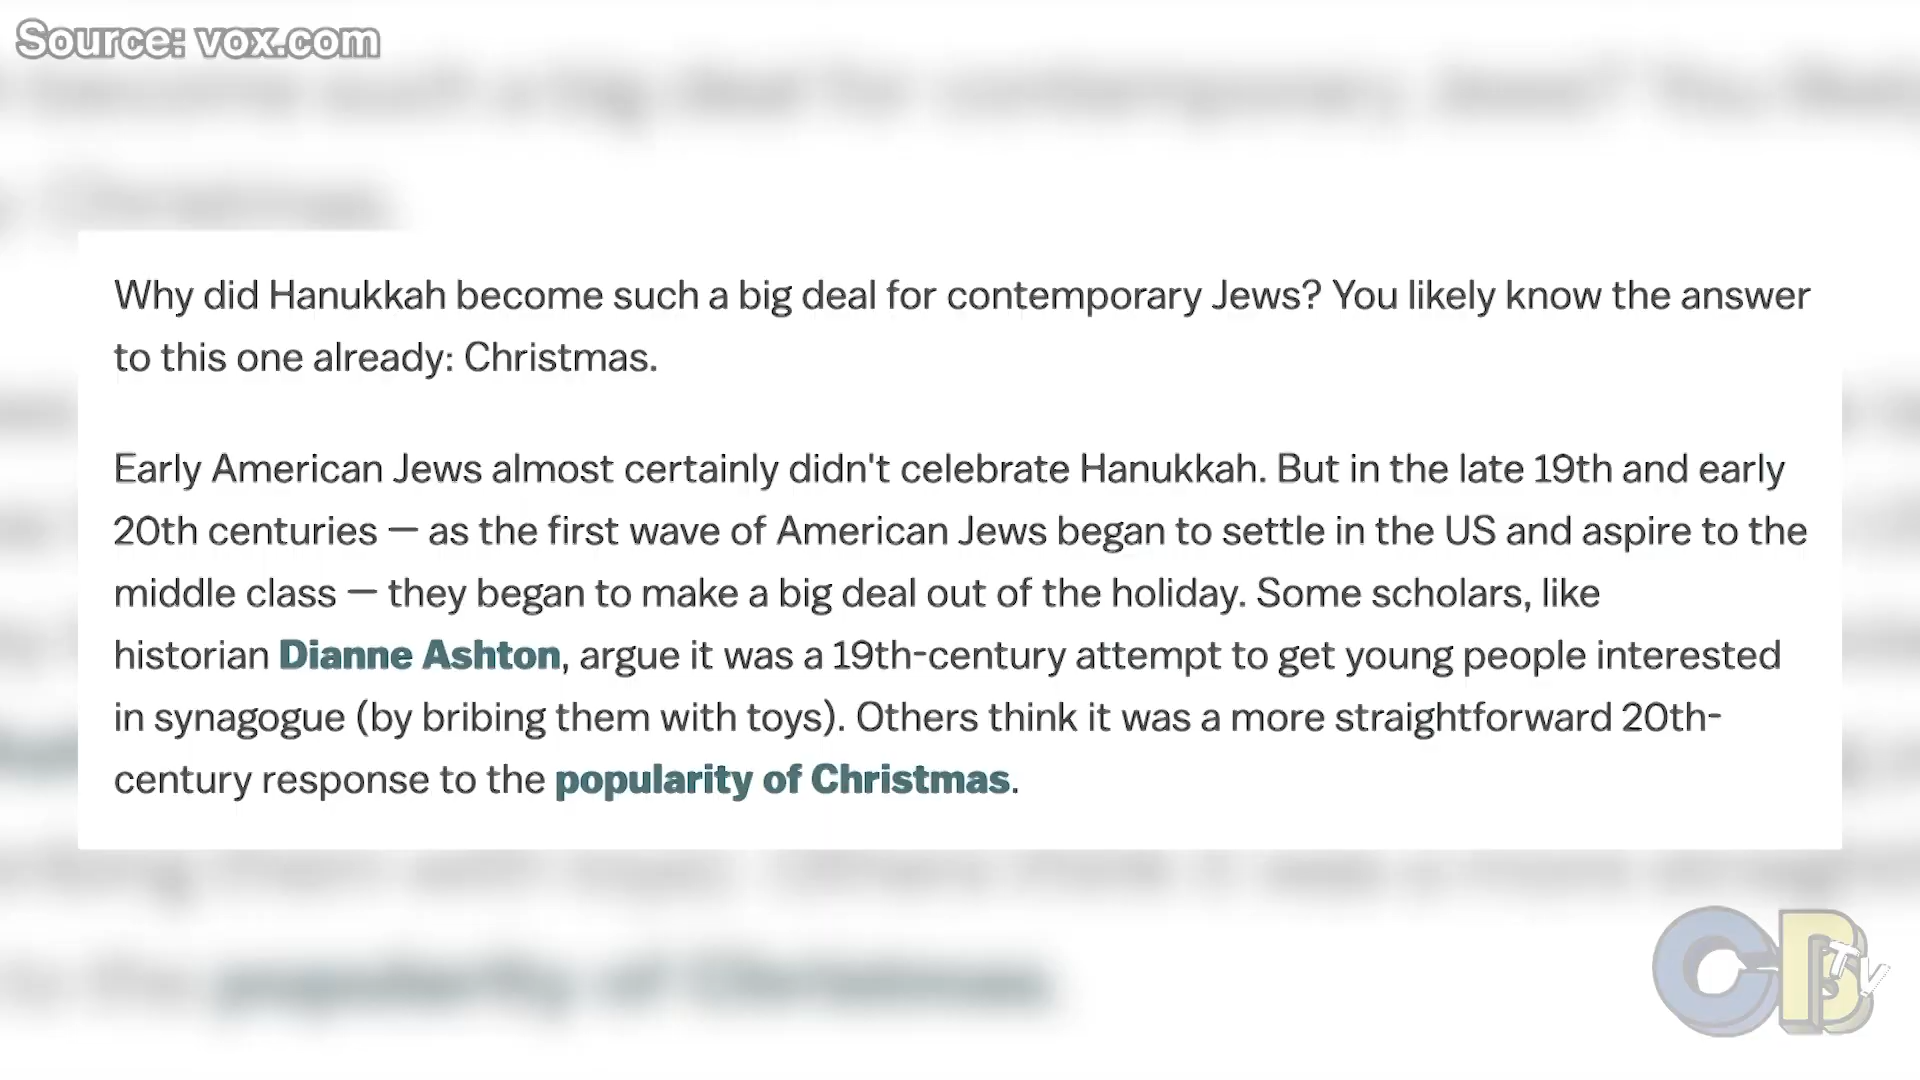 Source: vox.com
Why did Hanukkah become such a big deal for contemporary Jews? You likely know the answer
to this one already: Christmas.
Early American Jews almost certainly didn't celebrate Hanukkah. But in the late 19th and early
20th centuries — as the first wave of American Jews began to settle in the US and aspire to the
middle class — they began to make a big deal out of the holiday. Some scholars, like
historian Dianne Ashton, argue it was a 19th-century attempt to get young people interested
in synagogue (by bribing them with toys). Others think it was a more straightforward 20th-
century response to the popularity of Christmas.
CB TV